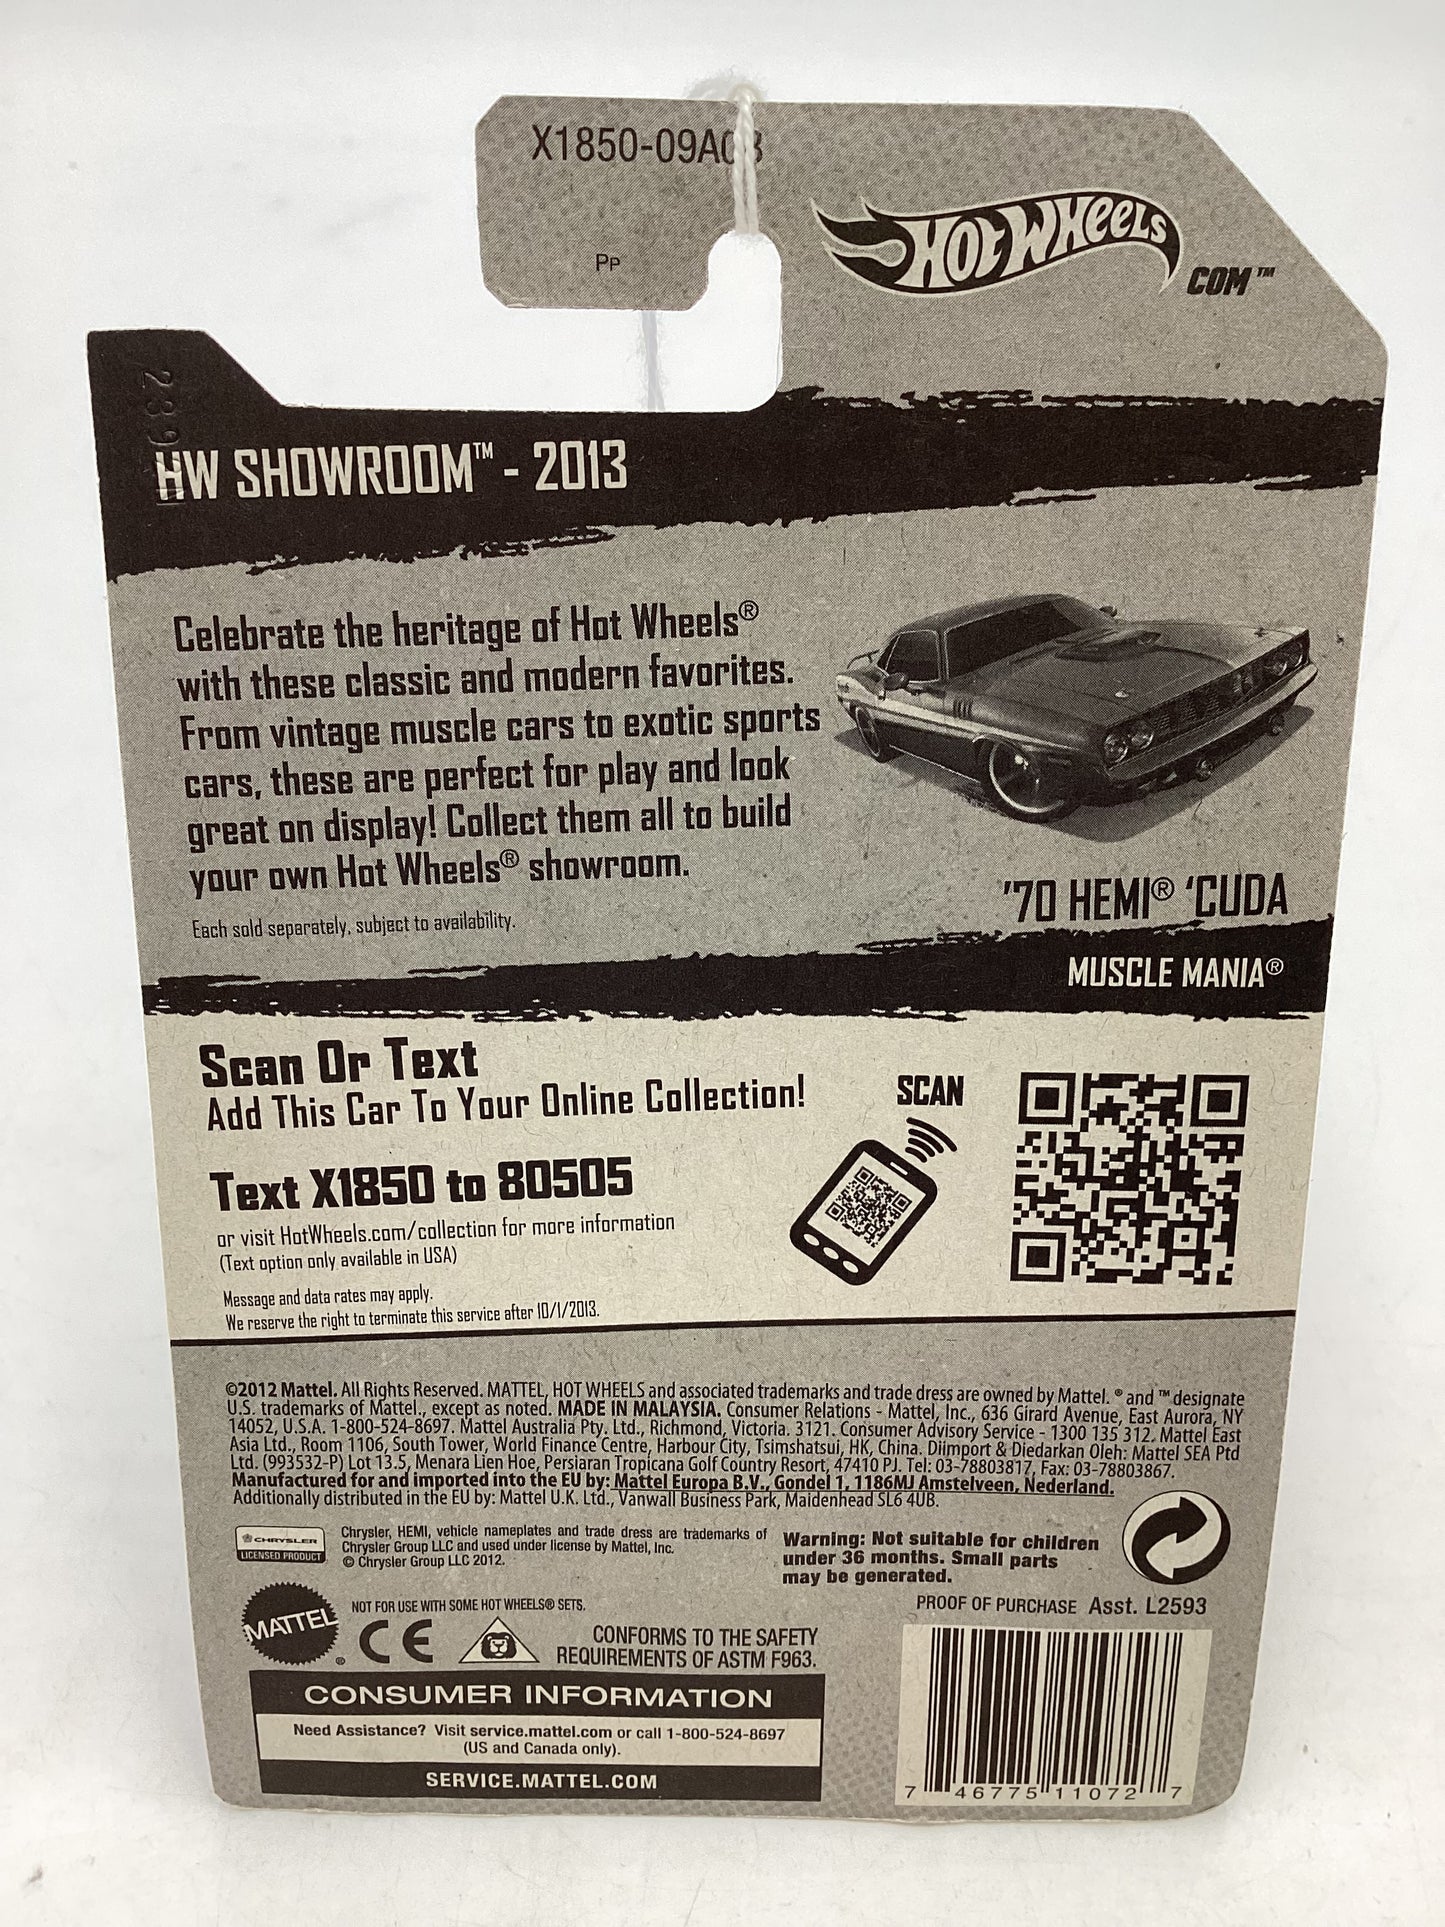 X1850-09A0B
PP
HOT WHEELS
COM™
2391
HW SHOWROOM™ - 2013
Celebrate the heritage of Hot Wheels®
with these classic and modern favorites.
From vintage muscle cars to exotic sports
cars, these are perfect for play and look
great on display! Collect them all to build
your own Hot Wheels® showroom.
Each sold separately, subject to availability.
'70 HEMI® 'CUDA
MUSCLE MANIA®
Scan Or Text
Add This Car To Your Online Collection!
SCAN
Text X1850 to 80505
or visit HotWheels.com/collection for more information
(Text option only available in USA)
Message and data rates may apply.
We reserve the right to terminate this service after 10/1/2013.
©2012 Mattel. All Rights Reserved. MATTEL, HOT WHEELS and associated trademarks and trade dress are owned by Mattel. ® and ™ designate
U.S. trademarks of Mattel., except as noted. MADE IN MALAYSIA. Consumer Relations - Mattel, Inc., 636 Girard Avenue, East Aurora, NY
14052, U.S.A. 1-800-524-8697. Mattel Australia Pty. Ltd., Richmond, Victoria. 3121. Consumer Advisory Service - 1300 135 312. Mattel East
Asia Ltd., Room 1106, South Tower, World Finance Centre, Harbour City, Tsimshatsui, HK, China. Diimport & Diedarkan Oleh: Mattel SEA Ptd
Ltd. (993532-P) Lot 13.5, Menara Lien Hoe, Persiaran Tropicana Golf Country Resort, 47410 PJ. Tel: 03-78803817, Fax: 03-78803867.
Manufactured for and imported into the EU by: Mattel Europa B.V., Gondel 1, 1186MJ Amstelveen, Nederland.
Additionally distributed in the EU by: Mattel U.K. Ltd., Vanwall Business Park, Maidenhead SL6 4UB.
CHRYSLER
LICENSED PRODUCT
Chrysler, HEMI, vehicle nameplates and trade dress are trademarks of
Chrysler Group LLC and used under license by Mattel, Inc.
© Chrysler Group LLC 2012.
Warning: Not suitable for children
under 36 months. Small parts
may be generated.
PROOF OF PURCHASE Asst. L2593
MATTEL®
NOT FOR USE WITH SOME HOT WHEELS® SETS.
CE
CONFORMS TO THE SAFETY
REQUIREMENTS OF ASTM F963.
CONSUMER INFORMATION
Need Assistance? Visit service.mattel.com or call 1-800-524-8697
(US and Canada only).
SERVICE.MATTEL.COM
7 46775 11072 7